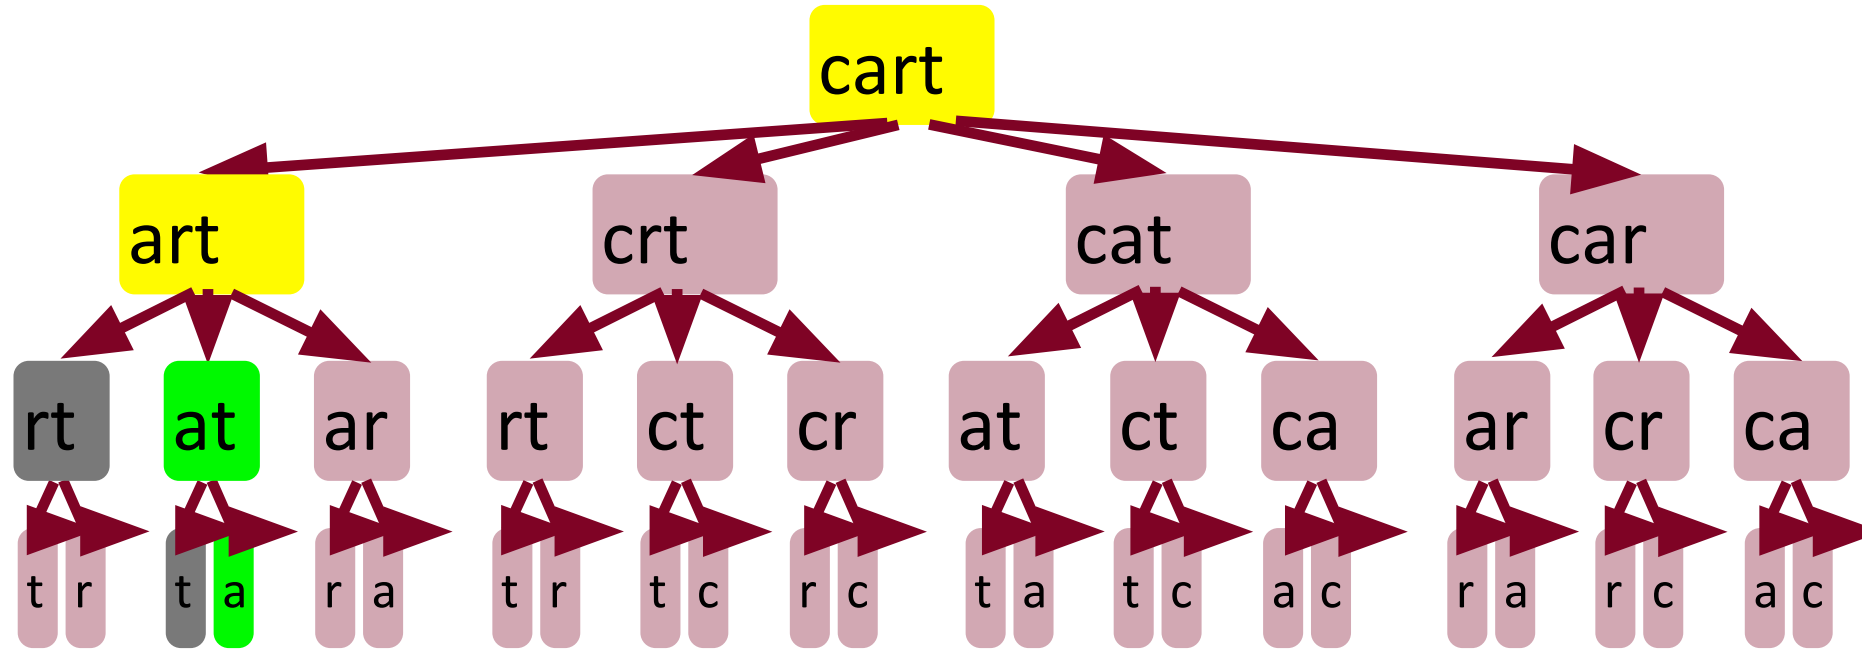 cart
art crt cat car
rt at ar rt ct cr at ct ca ar cr ca
t r t a r a t r t c r c t a t c a c r a r c a c